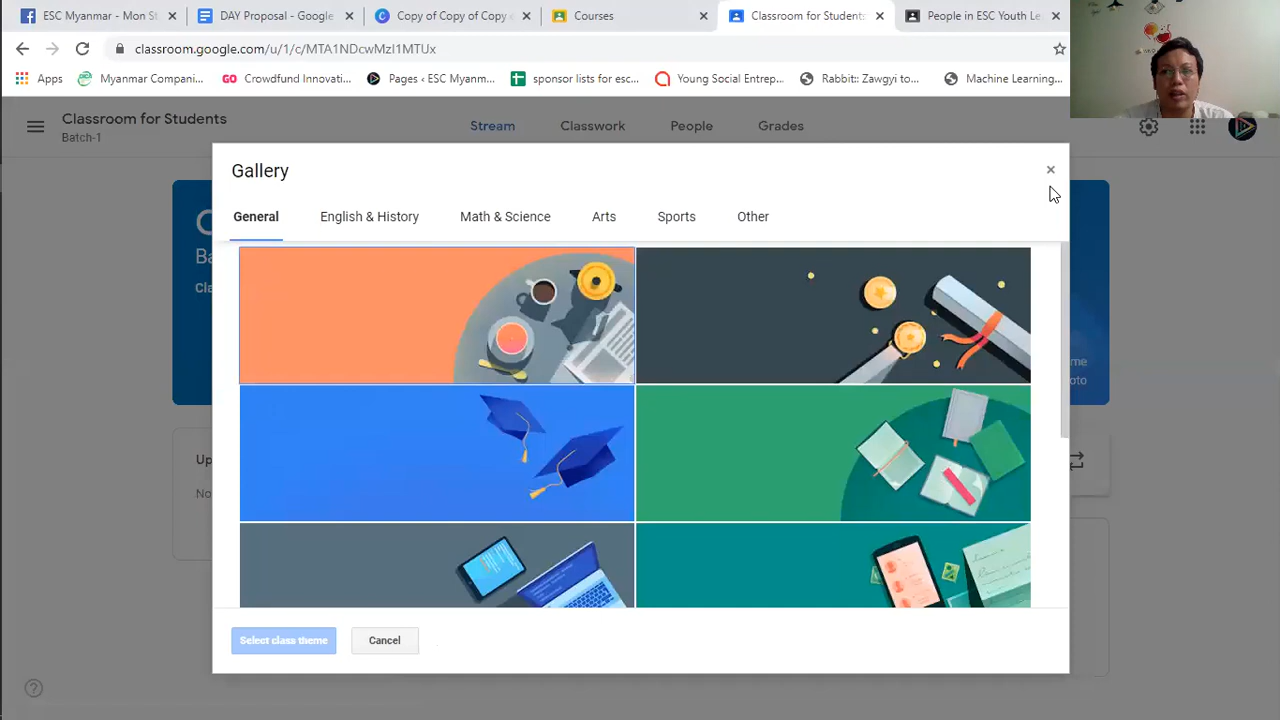 ESC Myanmar - Mon St
DAY Proposal - Google
Copy of Copy of Copy
Courses
Classroom for Students
People in ESC Youth Le
classroom.google.com/u/1/c/MTA1NDcwMzI1MTUx
Apps
Myanmar Compani...
GO Crowdfund Innovati...
Pages ‹ ESC Myanm...
sponsor lists for esc...
Young Social Entrep...
Rabbit:: Zawgyi to...
Machine Learning...
Classroom for Students
Batch-1
Stream
Classwork
People
Grades
Gallery
General
English & History
Math & Science
Arts
Sports
Other
Select class theme
Cancel